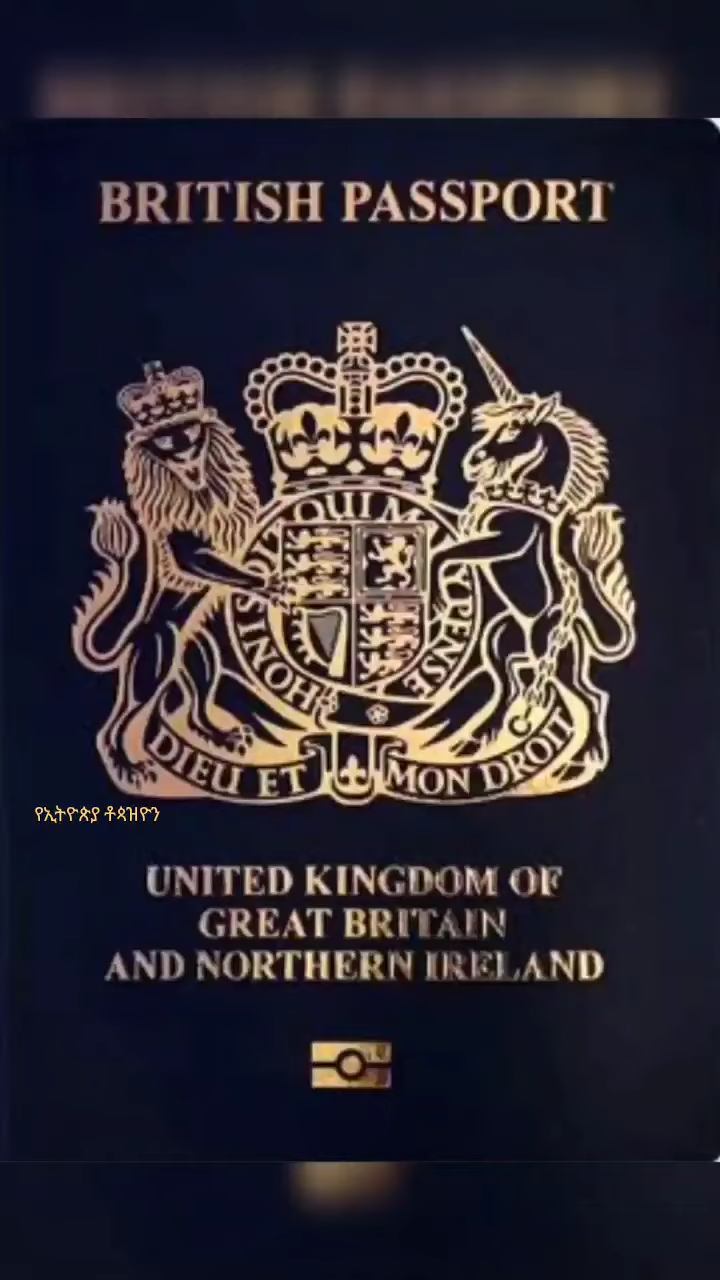 BRITISH PASSPORT
HONI SOIT QUI MAL Y PENSE
DIEU ET MON DROIT
የኢትዮጵያ ቶጳዝዮን
UNITED KINGDOM OF
GREAT BRITAIN
AND NORTHERN IRELAND